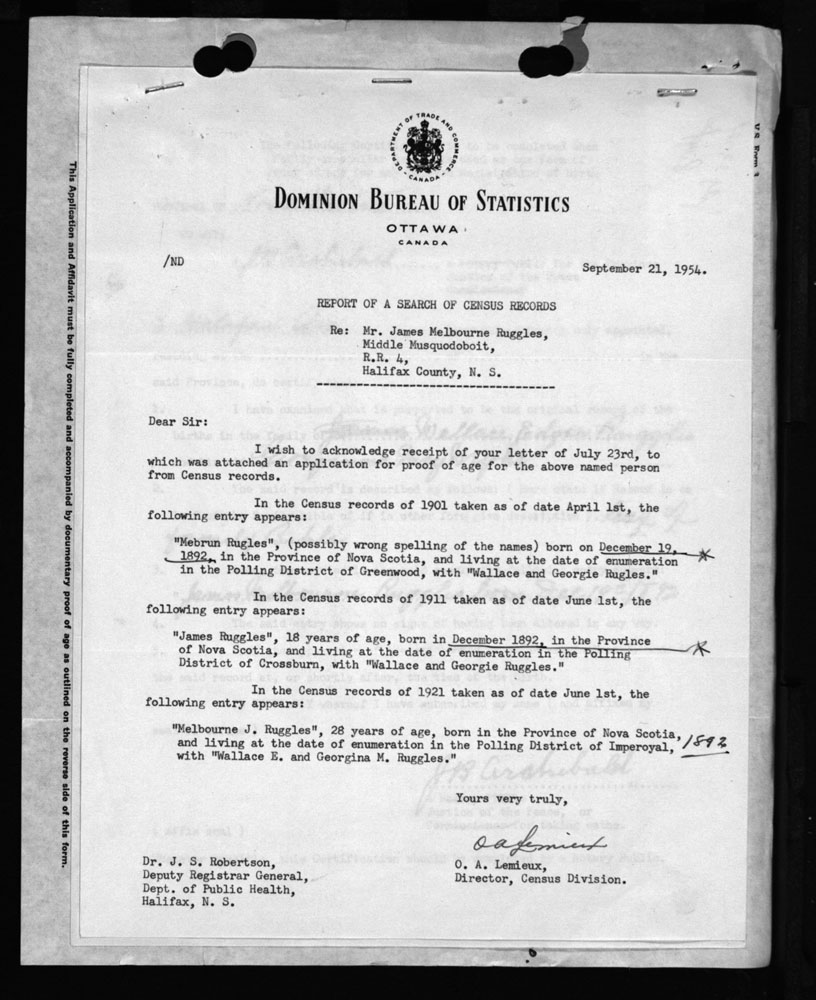 DEPARTMENT OF TRADE AND COMMERCE
CANADA
DOMINION BUREAU OF STATISTICS
OTTAWA
CANADA
/ND
September 21, 1954.
REPORT OF A SEARCH OF CENSUS RECORDS
Re: Mr. James Melbourne Ruggles,
Middle Musquodoboit,
R.R. 4,
Halifax County, N. S.
Dear Sir:
I wish to acknowledge receipt of your letter of July 23rd, to
which was attached an application for proof of age for the above named person
from Census records.
In the Census records of 1901 taken as of date April 1st, the
following entry appears:
"Mebrun Rugles", (possibly wrong spelling of the names) born on December 19,
1892, in the Province of Nova Scotia, and living at the date of enumeration
in the Polling District of Greenwood, with "Wallace and Georgie Rugles."
In the Census records of 1911 taken as of date June 1st, the
following entry appears:
"James Ruggles", 18 years of age, born in December 1892, in the Province
of Nova Scotia, and living at the date of enumeration in the Polling
District of Crossburn, with "Wallace and Georgie Ruggles."
In the Census records of 1921 taken as of date June 1st, the
following entry appears:
"Melbourne J. Ruggles", 28 years of age, born in the Province of Nova Scotia,
and living at the date of enumeration in the Polling District of Imperoyal, 1892
with "Wallace E. and Georgina M. Ruggles."
Yours very truly,
O A Lemieux
O. A. Lemieux,
Director, Census Division.
Dr. J. S. Robertson,
Deputy Registrar General,
Dept. of Public Health,
Halifax, N. S.
This Application and Affidavit must be fully completed and accompanied by documentary proof of age as outlined on the reverse side of this form.